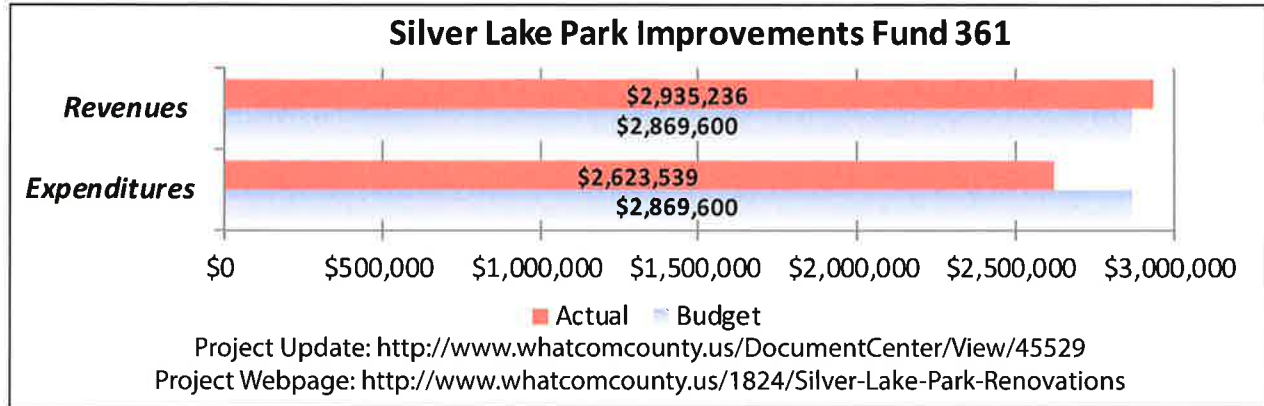 Silver Lake Park Improvements Fund 361
Revenues
$2,935,236
$2,869,600
Expenditures
$2,623,539
$2,869,600
$0 $500,000 $1,000,000 $1,500,000 $2,000,000 $2,500,000 $3,000,000
Actual Budget
Project Update: http://www.whatcomcounty.us/DocumentCenter/View/45529
Project Webpage: http://www.whatcomcounty.us/1824/Silver-Lake-Park-Renovations